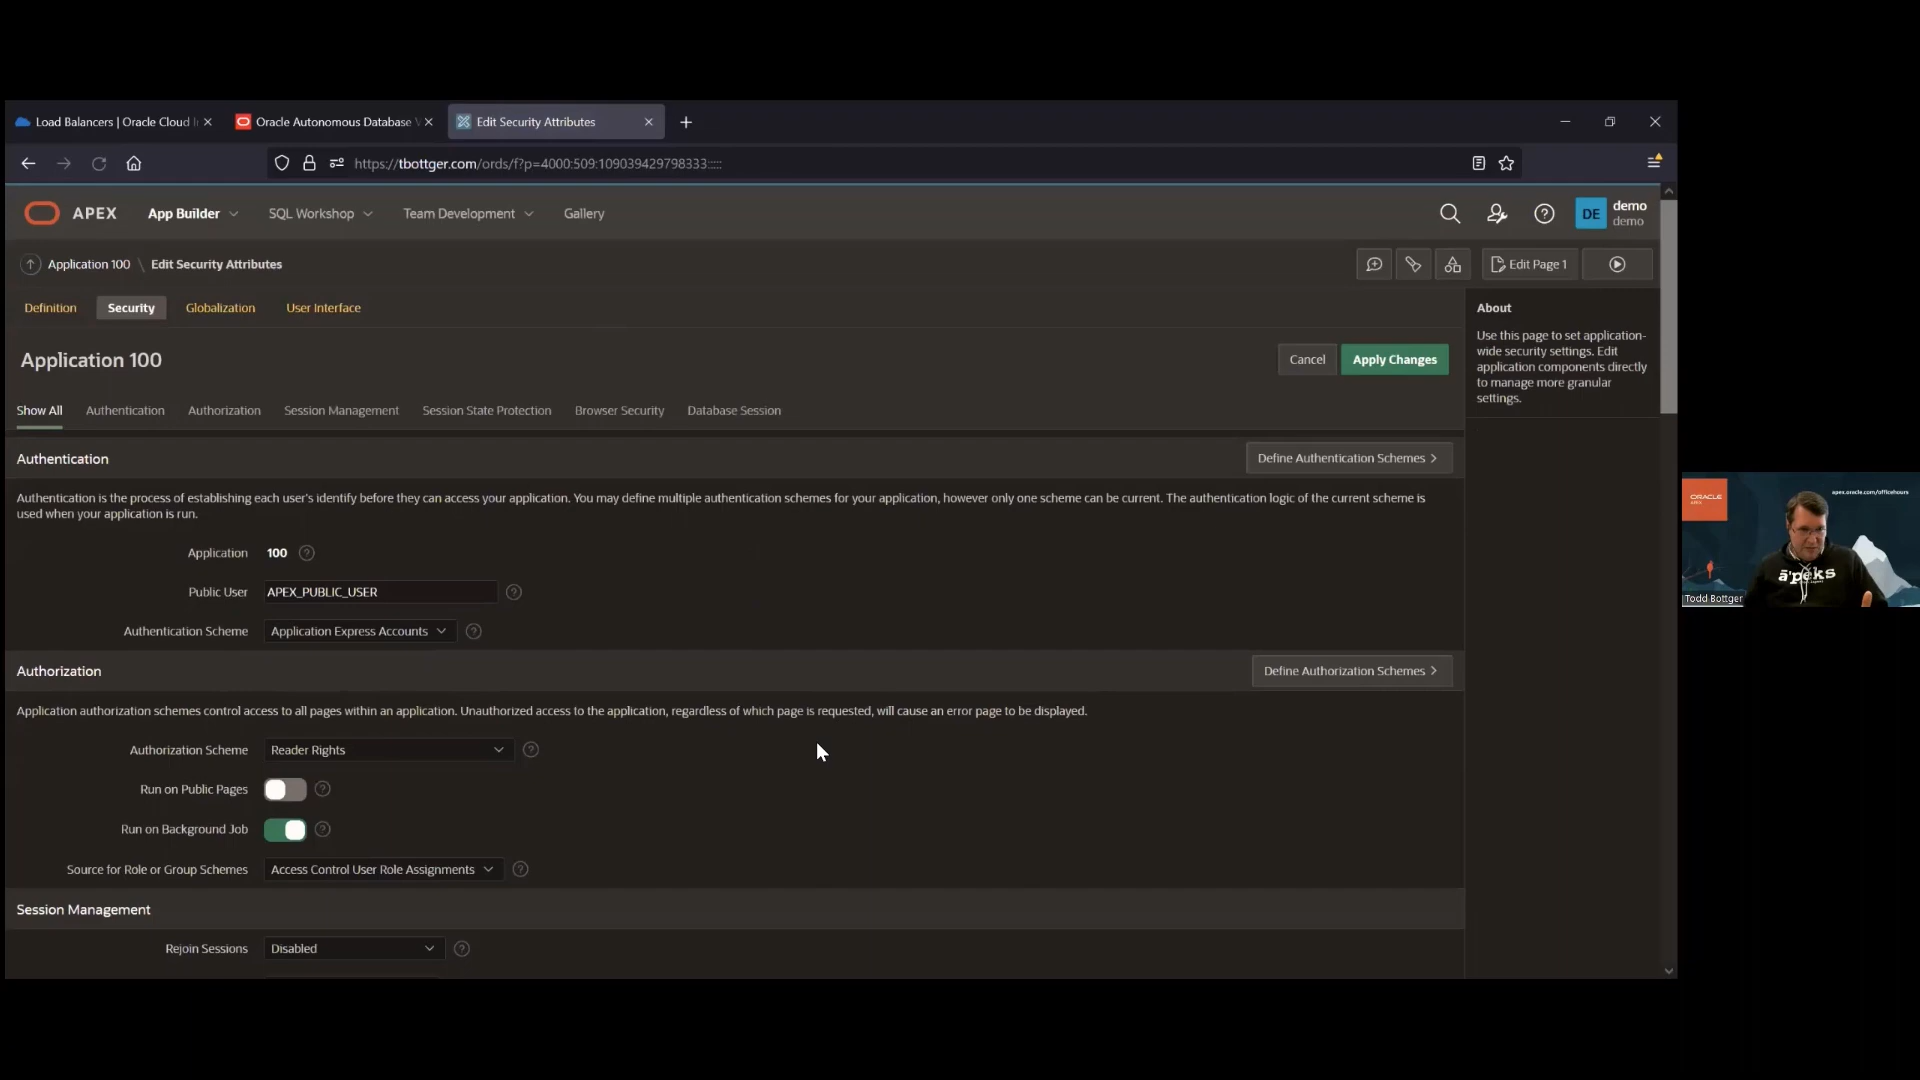 Load Balancers | Oracle Cloud I
Oracle Autonomous Database
Edit Security Attributes
https://tbottger.com/ords/f?p=4000:509:109039429798333:::::
APEX
App Builder
SQL Workshop
Team Development
Gallery
DE
demo
demo
Application 100 \ Edit Security Attributes
Edit Page 1
Definition
Security
Globalization
User Interface
Application 100
Cancel
Apply Changes
Show All
Authentication
Authorization
Session Management
Session State Protection
Browser Security
Database Session
About
Use this page to set application-
wide security settings. Edit
application components directly
to manage more granular
settings.
Authentication
Define Authentication Schemes
Authentication is the process of establishing each user's identify before they can access your application. You may define multiple authentication schemes for your application, however only one scheme can be current. The authentication logic of the current scheme is
used when your application is run.
Application 100
Public User APEX_PUBLIC_USER
Authentication Scheme Application Express Accounts
Authorization
Define Authorization Schemes
Application authorization schemes control access to all pages within an application. Unauthorized access to the application, regardless of which page is requested, will cause an error page to be displayed.
Authorization Scheme Reader Rights
Run on Public Pages
Run on Background Job
Source for Role or Group Schemes Access Control User Role Assignments
Session Management
Rejoin Sessions Disabled
ORACLE
APEX
apex.oracle.com/officehours
ā'peks
Todd Bottger